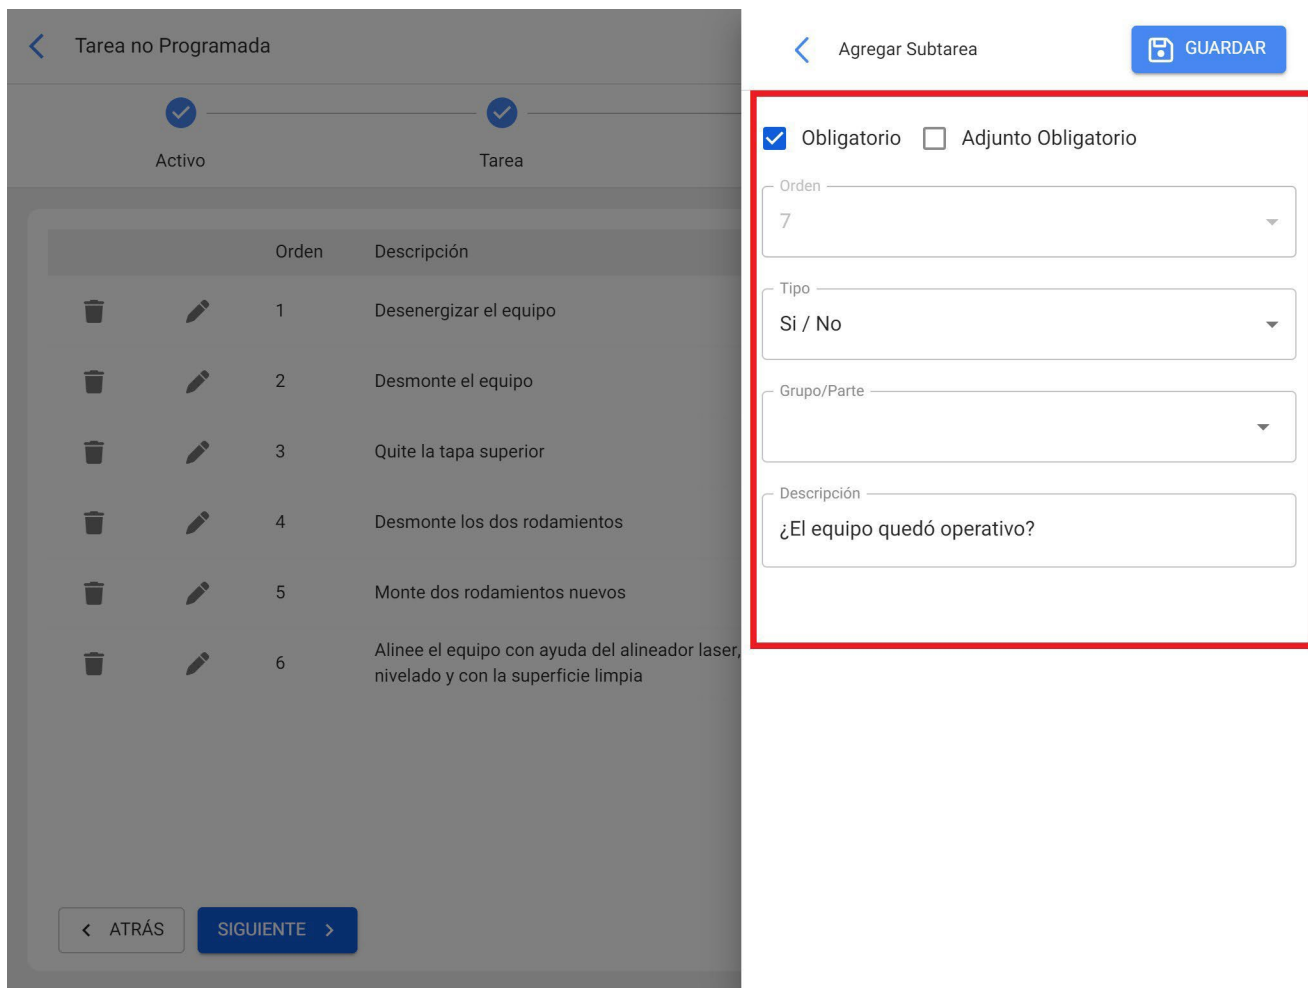 Tarea no Programada
Activo
Tarea
Orden Descripción
1 Desenergizar el equipo
2 Desmonte el equipo
3 Quite la tapa superior
4 Desmonte los dos rodamientos
5 Monte dos rodamientos nuevos
6 Alinee el equipo con ayuda del alineador laser,
nivelado y con la superficie limpia
ATRÁS
SIGUIENTE
Agregar Subtarea
GUARDAR
Obligatorio
Adjunto Obligatorio
Orden
7
Tipo
Si / No
Grupo/Parte
Descripción
¿El equipo quedó operativo?